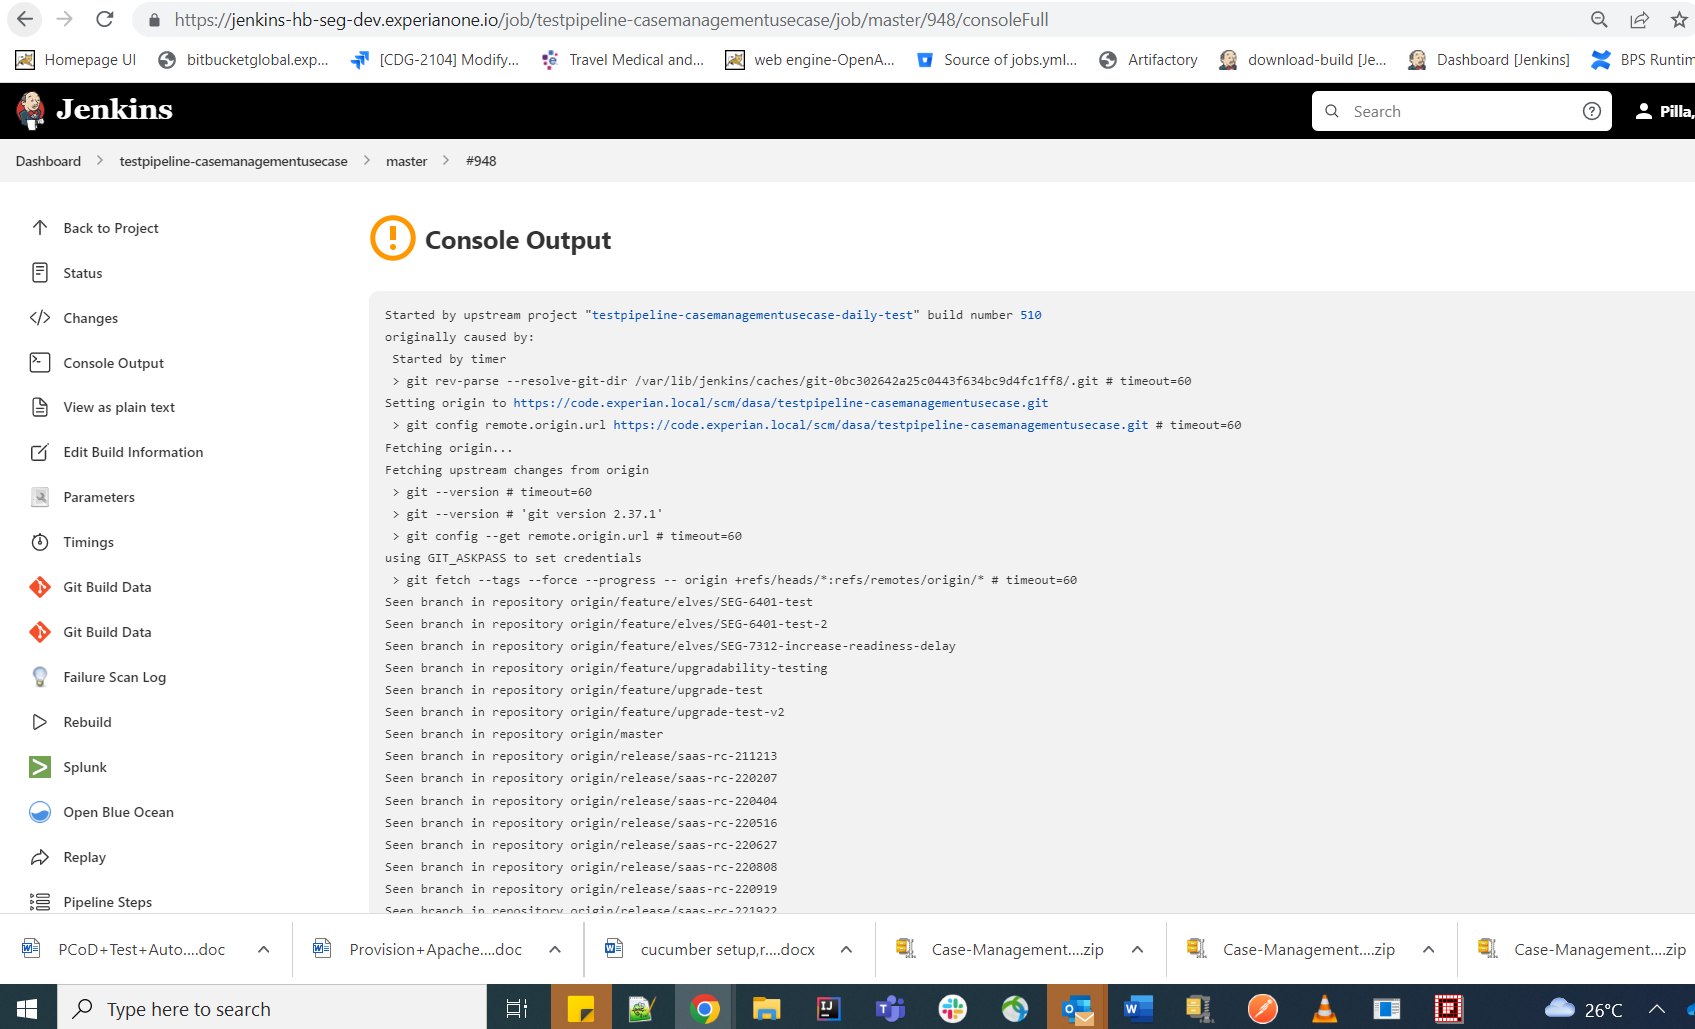 https://jenkins-hb-seg-dev.experianone.io/job/testpipeline-casemanagementusecase/job/master/948/consoleFull
Homepage UI
bitbucketglobal.exp...
[CDG-2104] Modify...
Travel Medical and...
web engine-OpenA...
Source of jobs.yml...
Artifactory
download-build [Je...
Dashboard [Jenkins]
BPS Runtim
Jenkins
Search
Pilla,
Dashboard
testpipeline-casemanagementusecase
master
#948
Back to Project
Status
Changes
Console Output
View as plain text
Edit Build Information
Parameters
Timings
Git Build Data
Git Build Data
Failure Scan Log
Rebuild
Splunk
Open Blue Ocean
Replay
Pipeline Steps
Console Output
Started by upstream project "testpipeline-casemanagementusecase-daily-test" build number 510
originally caused by:
Started by timer
> git rev-parse --resolve-git-dir /var/lib/jenkins/caches/git-0bc302642a25c0443f634bc9d4fc1ff8/.git # timeout=60
Setting origin to https://code.experian.local/scm/dasa/testpipeline-casemanagementusecase.git
> git config remote.origin.url https://code.experian.local/scm/dasa/testpipeline-casemanagementusecase.git # timeout=60
Fetching origin...
Fetching upstream changes from origin
> git --version # timeout=60
> git --version # 'git version 2.37.1'
> git config --get remote.origin.url # timeout=60
using GIT_ASKPASS to set credentials
> git fetch --tags --force --progress -- origin +refs/heads/*:refs/remotes/origin/* # timeout=60
Seen branch in repository origin/feature/elves/SEG-6401-test
Seen branch in repository origin/feature/elves/SEG-6401-test-2
Seen branch in repository origin/feature/elves/SEG-7312-increase-readiness-delay
Seen branch in repository origin/feature/upgradability-testing
Seen branch in repository origin/feature/upgrade-test
Seen branch in repository origin/feature/upgrade-test-v2
Seen branch in repository origin/master
Seen branch in repository origin/release/saas-rc-211213
Seen branch in repository origin/release/saas-rc-220207
Seen branch in repository origin/release/saas-rc-220404
Seen branch in repository origin/release/saas-rc-220516
Seen branch in repository origin/release/saas-rc-220627
Seen branch in repository origin/release/saas-rc-220808
Seen branch in repository origin/release/saas-rc-220919
Seen branch in repository origin/release/saas-rc-221922
PCoD+Test+Auto....doc
Provision+Apache....doc
cucumber setup,r....docx
Case-Management....zip
Case-Management....zip
Case-Management....zip
Type here to search
26°C